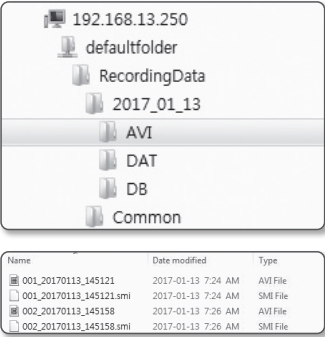 192.168.13.250
defaultfolder
RecordingData
2017_01_13
AVI
DAT
DB
Common
Name Date modified Type
001_20170113_145121 2017-01-13 7:24 AM AVI File
001_20170113_145121.smi 2017-01-13 7:24 AM SMI File
002_20170113_145158 2017-01-13 7:26 AM AVI File
002_20170113_145158.smi 2017-01-13 7:26 AM SMI File